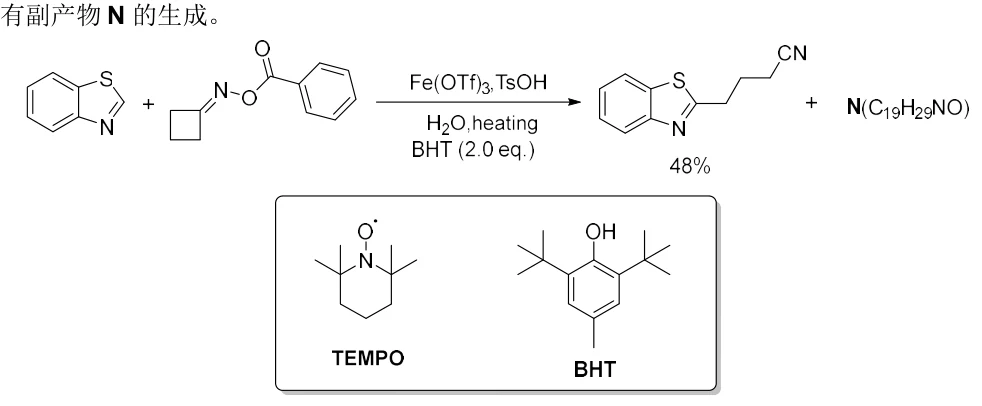 有副产物 N 的生成。
O
S
N
+
N
O
Fe(OTf)₃,TsOH
H₂O,heating
BHT (2.0 eq.)
S
N
CN
48%
+
N(C₁₉H₂₉NO)
O•
N
TEMPO
OH
BHT